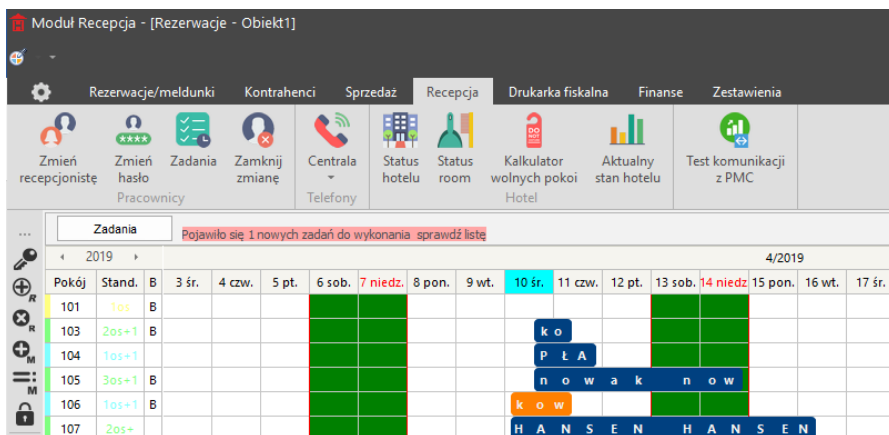 Moduł Recepcja - [Rezerwacje - Obiekt1]
Rezerwacje/meldunki Kontrahenci Sprzedaż Recepcja Drukarka fiskalna Finanse Zestawienia
DO NOT
Zmień recepcjonistę Zmień hasło Zadania Zamknij zmianę Centrala Status hotelu Status room Kalkulator wolnych pokoi Aktualny stan hotelu Test komunikacji z PMC
Pracownicy Telefony Hotel
... Zadania Pojawiło się 1 nowych zadań do wykonania sprawdź listę
2019 4/2019
Pokój Stand. B 3 śr. 4 czw. 5 pt. 6 sob. 7 niedz. 8 pon. 9 wt. 10 śr. 11 czw. 12 pt. 13 sob. 14 niedz 15 pon. 16 wt. 17 śr.
R
101 1os B
103 2os+1 B k o
R
104 1os+1 P Ł A
M
105 3os+1 B n o w a k n o w
M
106 1os+1 B k o w
107 2os+ H A N S E N H A N S E N